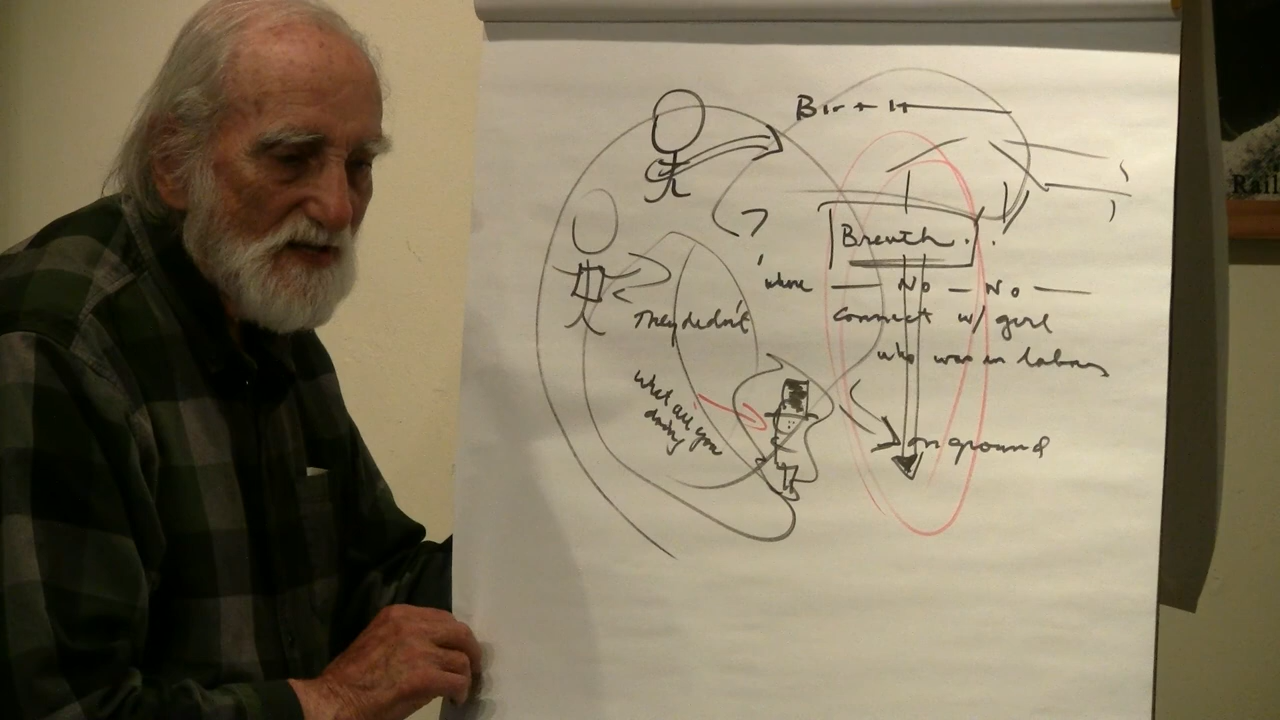 Birth
Breath.
where — No — No —
They didn't
connect w/ girl
who was in labor
what are you
doing
on ground
Rail